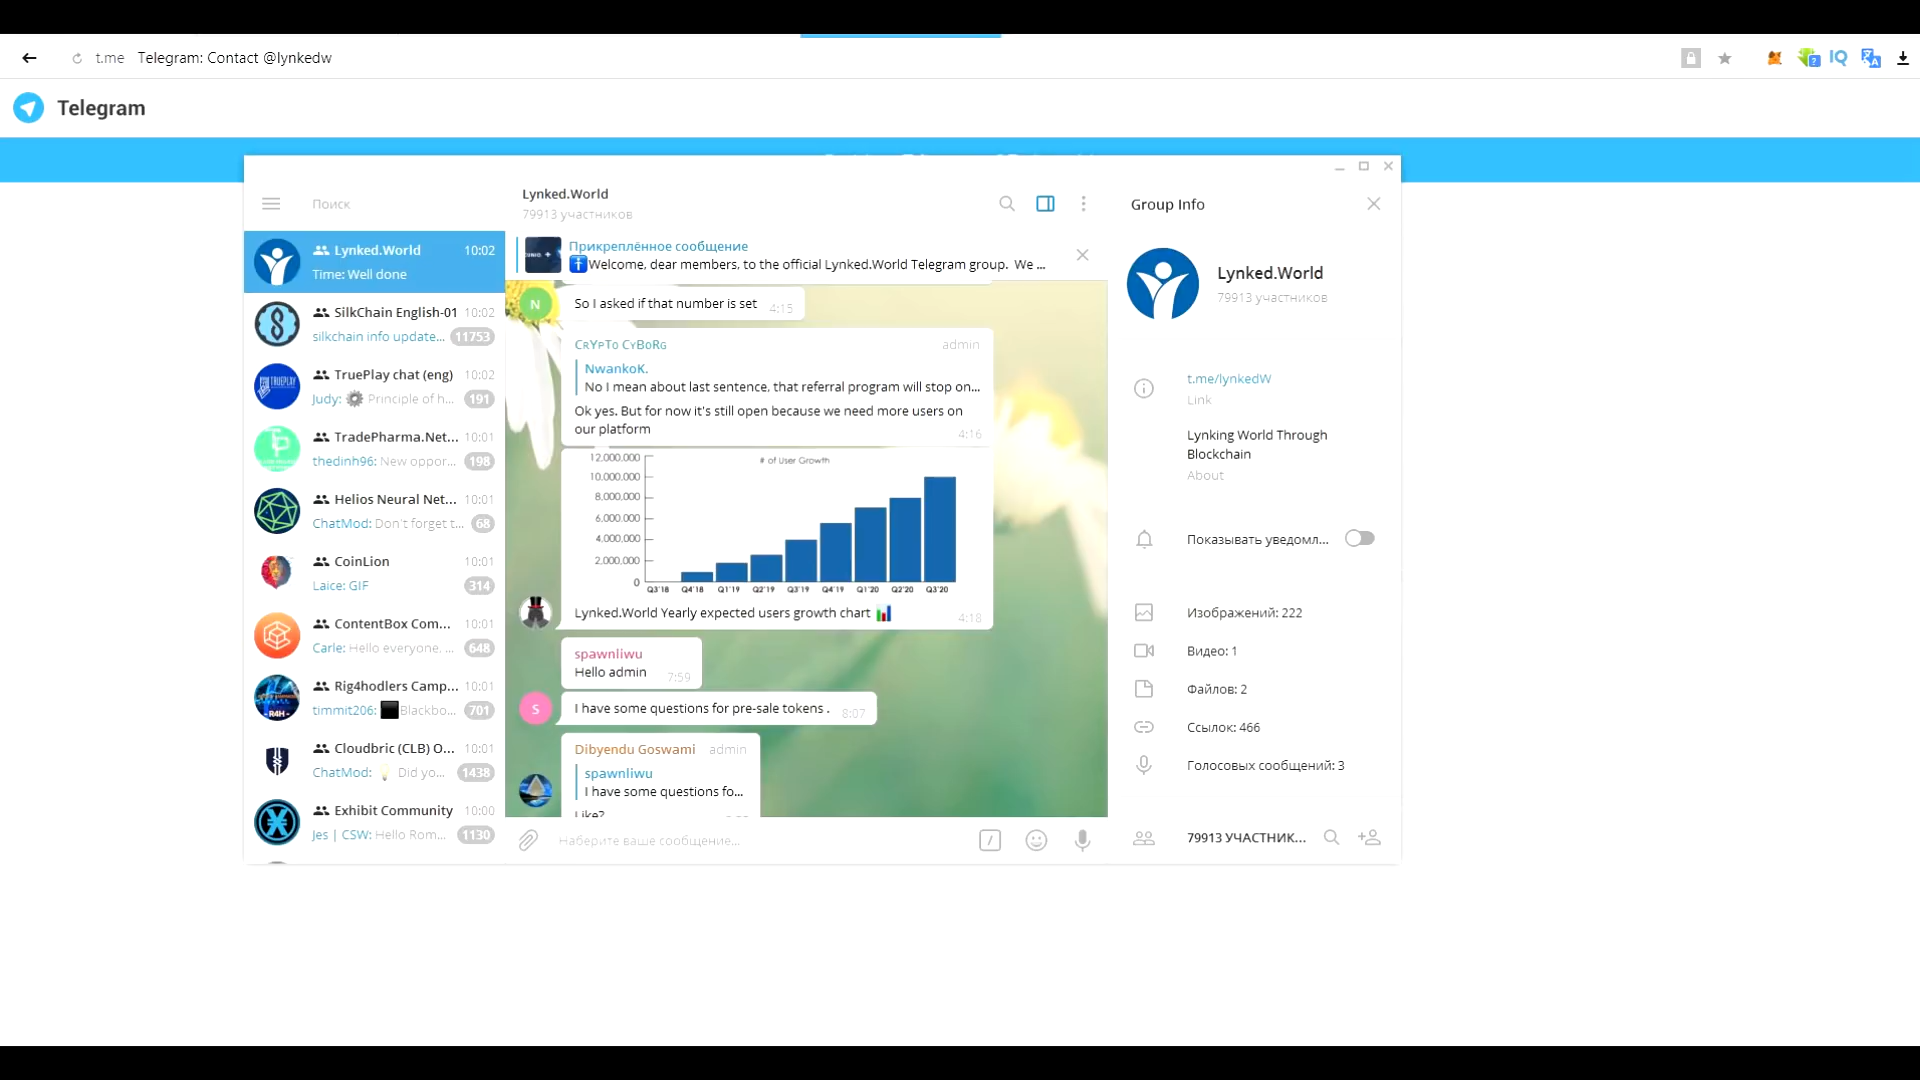 t.me Telegram: Contact @lynkedw
IQ
Telegram
Поиск
Lynked.World 10:02
Time: Well done
SilkChain English-01 10:02
silkchain info update... 11753
TRUEPLAY
TruePlay chat (eng) 10:02
Judy: Principle of h... 191
TradePharma.Net... 10:01
thedinh96: New oppor... 198
Helios Neural Net... 10:01
ChatMod: Don't forget t... 68
CoinLion 10:01
Laice: GIF 314
ContentBox Com... 10:01
Carle: Hello everyone. ... 648
Rig4hodlers Camp... 10:01
timmit206: Blackbo... 701
R4H
Cloudbric (CLB) O... 10:01
ChatMod: Did yo... 1438
Exhibit Community 10:00
Jes | CSW: Hello Rom... 1130
Lynked.World
79913 участников
Прикреплённое сообщение
Welcome, dear members, to the official Lynked.World Telegram group. We ...
N
So I asked if that number is set 4:15
CRYPTO CYBORG admin
NwankoK.
No I mean about last sentence, that referral program will stop on...
Ok yes. But for now it's still open because we need more users on
our platform 4:16
# of User Growth
12.000.000
10.000.000
8.000.000
6.000.000
4.000.000
2.000.000
0
Q3'18 Q4'18 Q1'19 Q2'19 Q3'19 Q4'19 Q1'20 Q2'20 Q3'20
Lynked.World Yearly expected users growth chart 4:18
spawnliwu
Hello admin 7:59
S
I have some questions for pre-sale tokens . 8:07
Dibyendu Goswami admin
spawnliwu
I have some questions fo...
Like?
Наберите ваше сообщение...
Group Info
Lynked.World
79913 участников
t.me/lynkedW
Link
Lynking World Through
Blockchain
About
Показывать уведомл...
Изображений: 222
Видео: 1
Файлов: 2
Ссылок: 466
Голосовых сообщений: 3
79913 УЧАСТНИК...